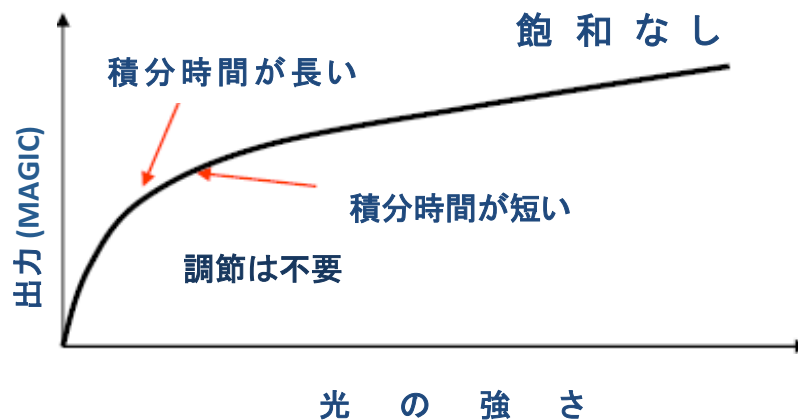 飽和なし
積分時間が長い
出力 (MAGIC)
積分時間が短い
調節は不要
光の強さ